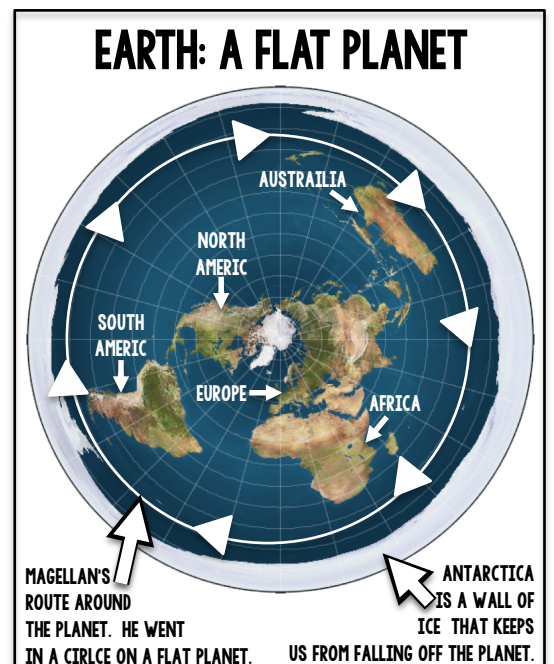 EARTH: A FLAT PLANET
AUSTRAILIA
NORTH
AMERIC
SOUTH
AMERIC
EUROPE
AFRICA
MAGELLAN'S
ROUTE AROUND
THE PLANET. HE WENT
IN A CIRLCE ON A FLAT PLANET.
ANTARCTICA
IS A WALL OF
ICE THAT KEEPS
US FROM FALLING OFF THE PLANET.